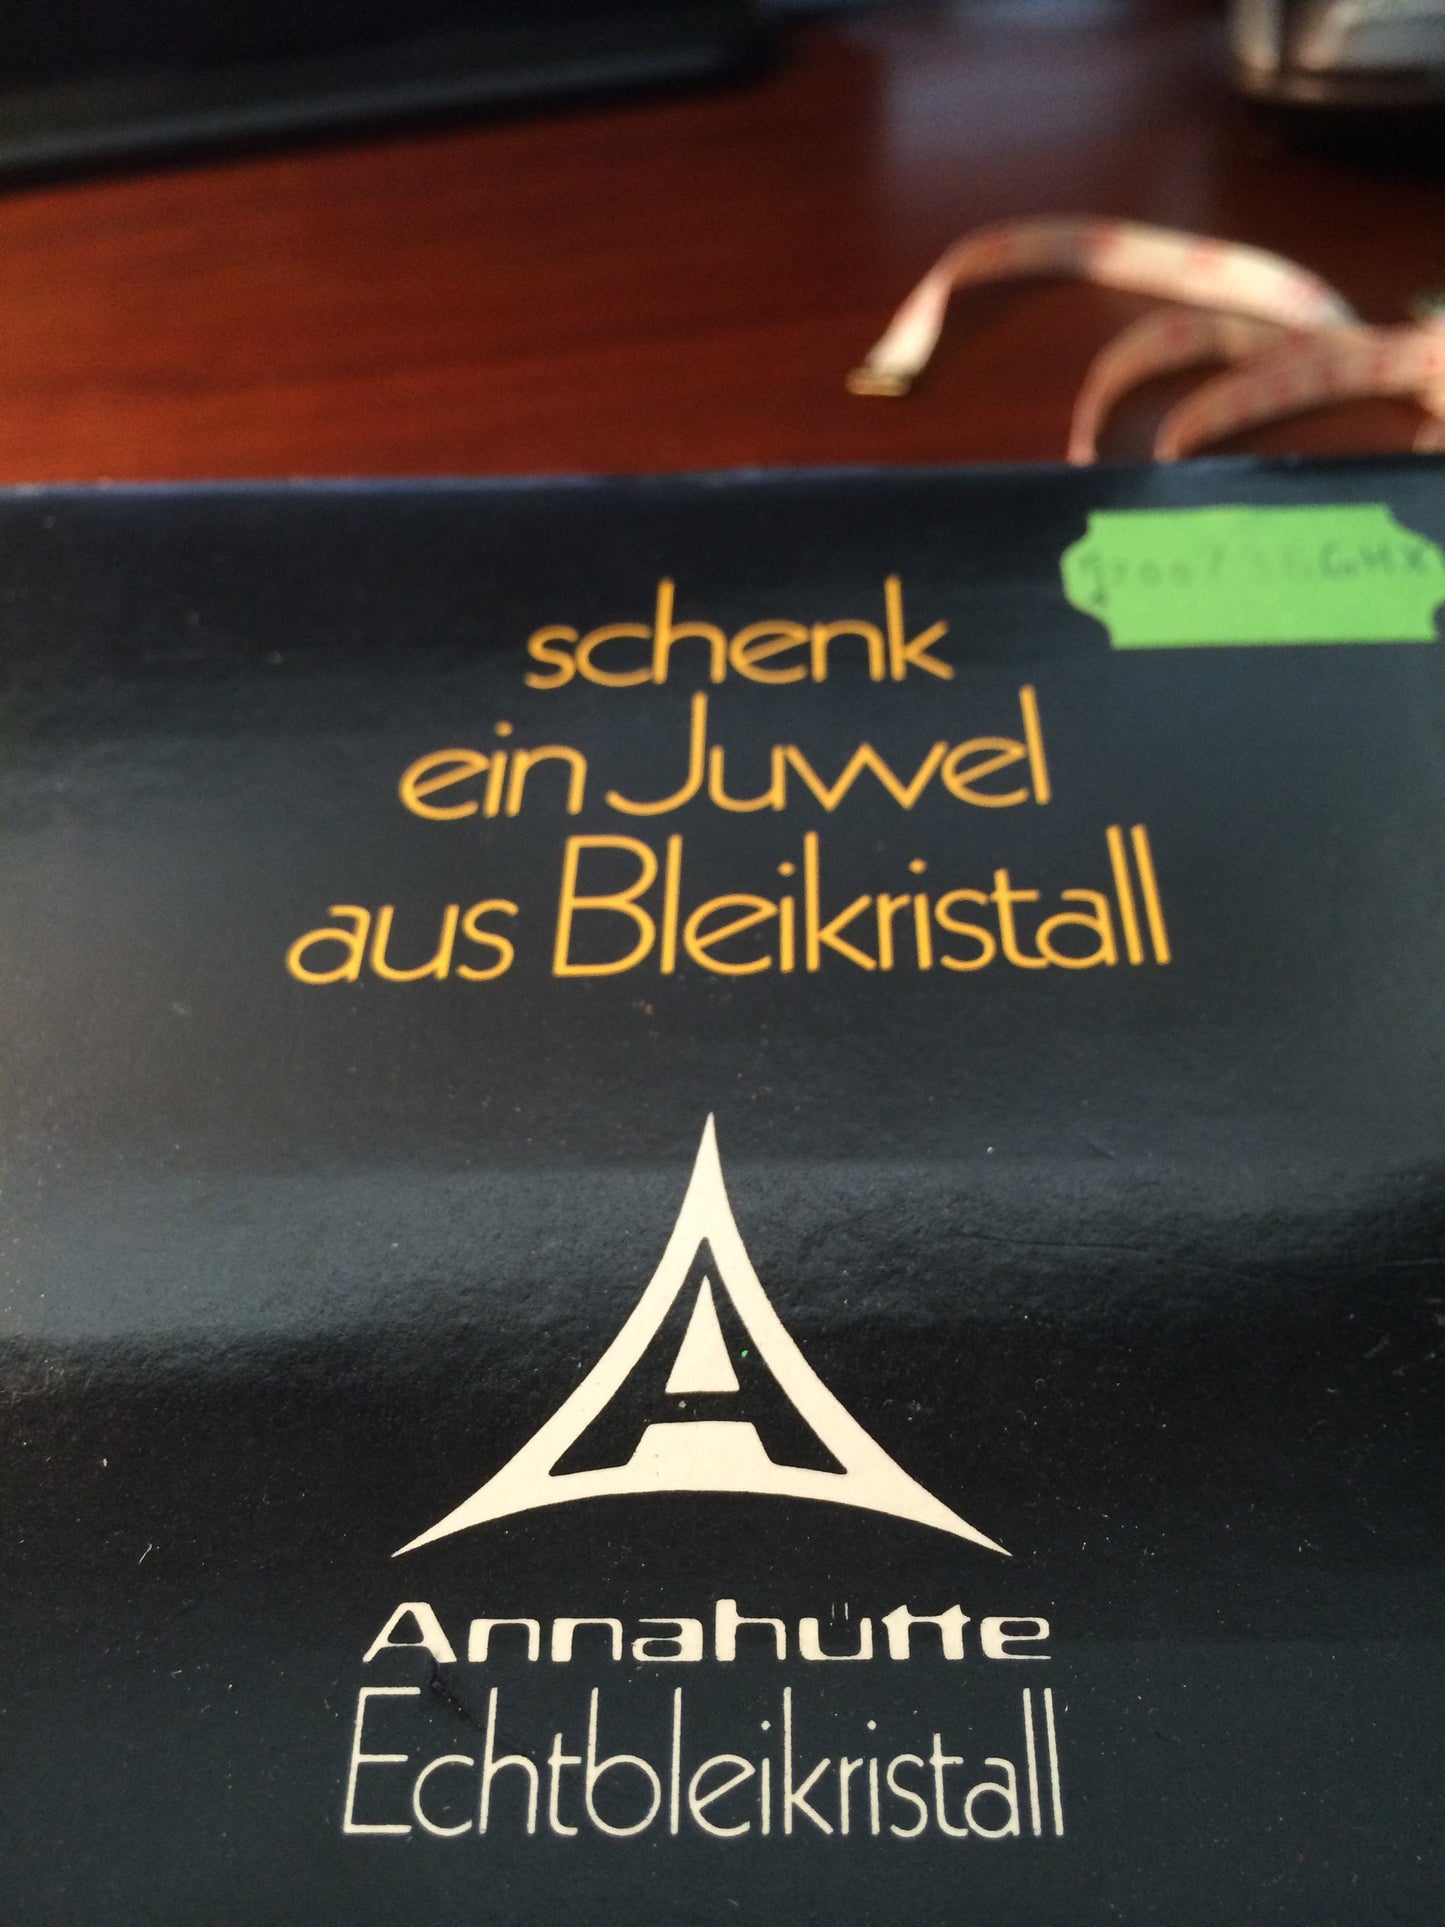 schenk
ein Juwel
aus Bleikristall
A
Annahütte
Echtbleikristall